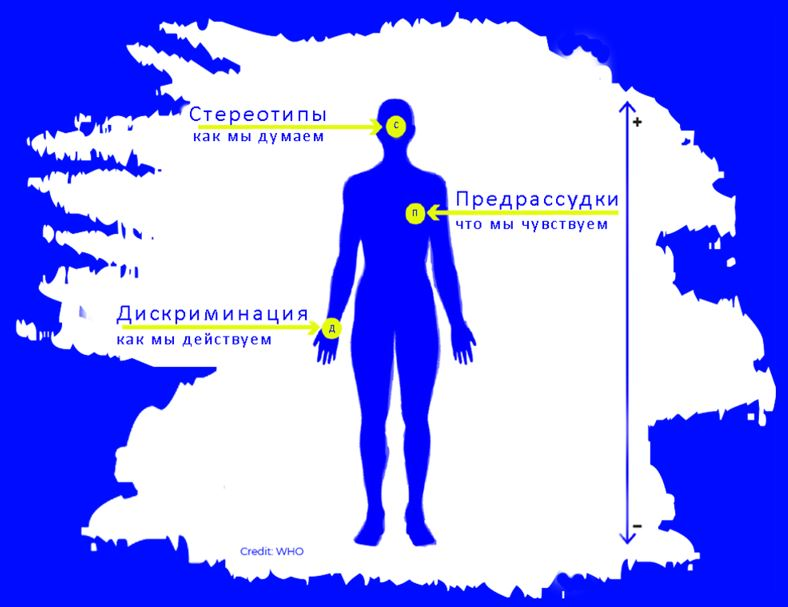 Стереотипы
как мы думаем
С
+
Предрассудки
П
что мы чувствуем
Дискриминация
Д
как мы действуем
–
Credit: WHO